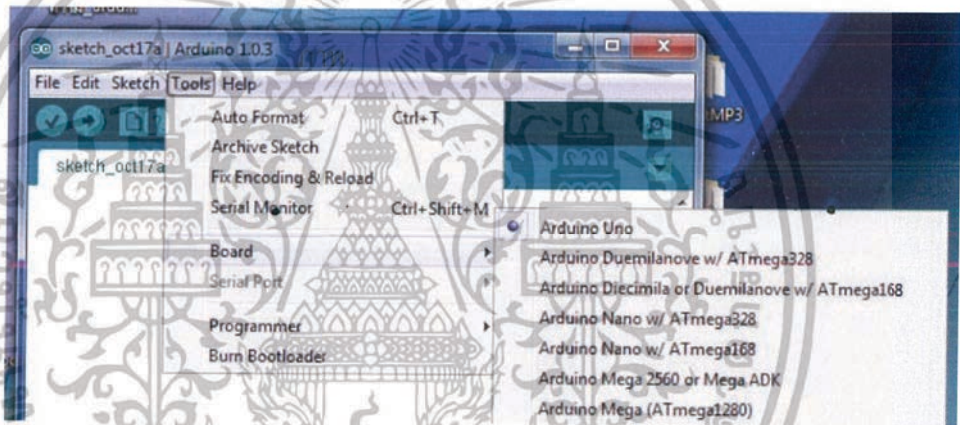 sketch_oct17a | Arduino 1.0.3
File Edit Sketch Tools Help
MP3
sketch_oct17a
Auto Format Ctrl+T
Archive Sketch
Fix Encoding & Reload
Serial Monitor Ctrl+Shift+M
Board
Serial Port
Programmer
Burn Bootloader
Arduino Uno
Arduino Duemilanove w/ ATmega328
Arduino Diecimila or Duemilanove w/ ATmega168
Arduino Nano w/ ATmega328
Arduino Nano w/ ATmega168
Arduino Mega 2560 or Mega ADK
Arduino Mega (ATmega1280)